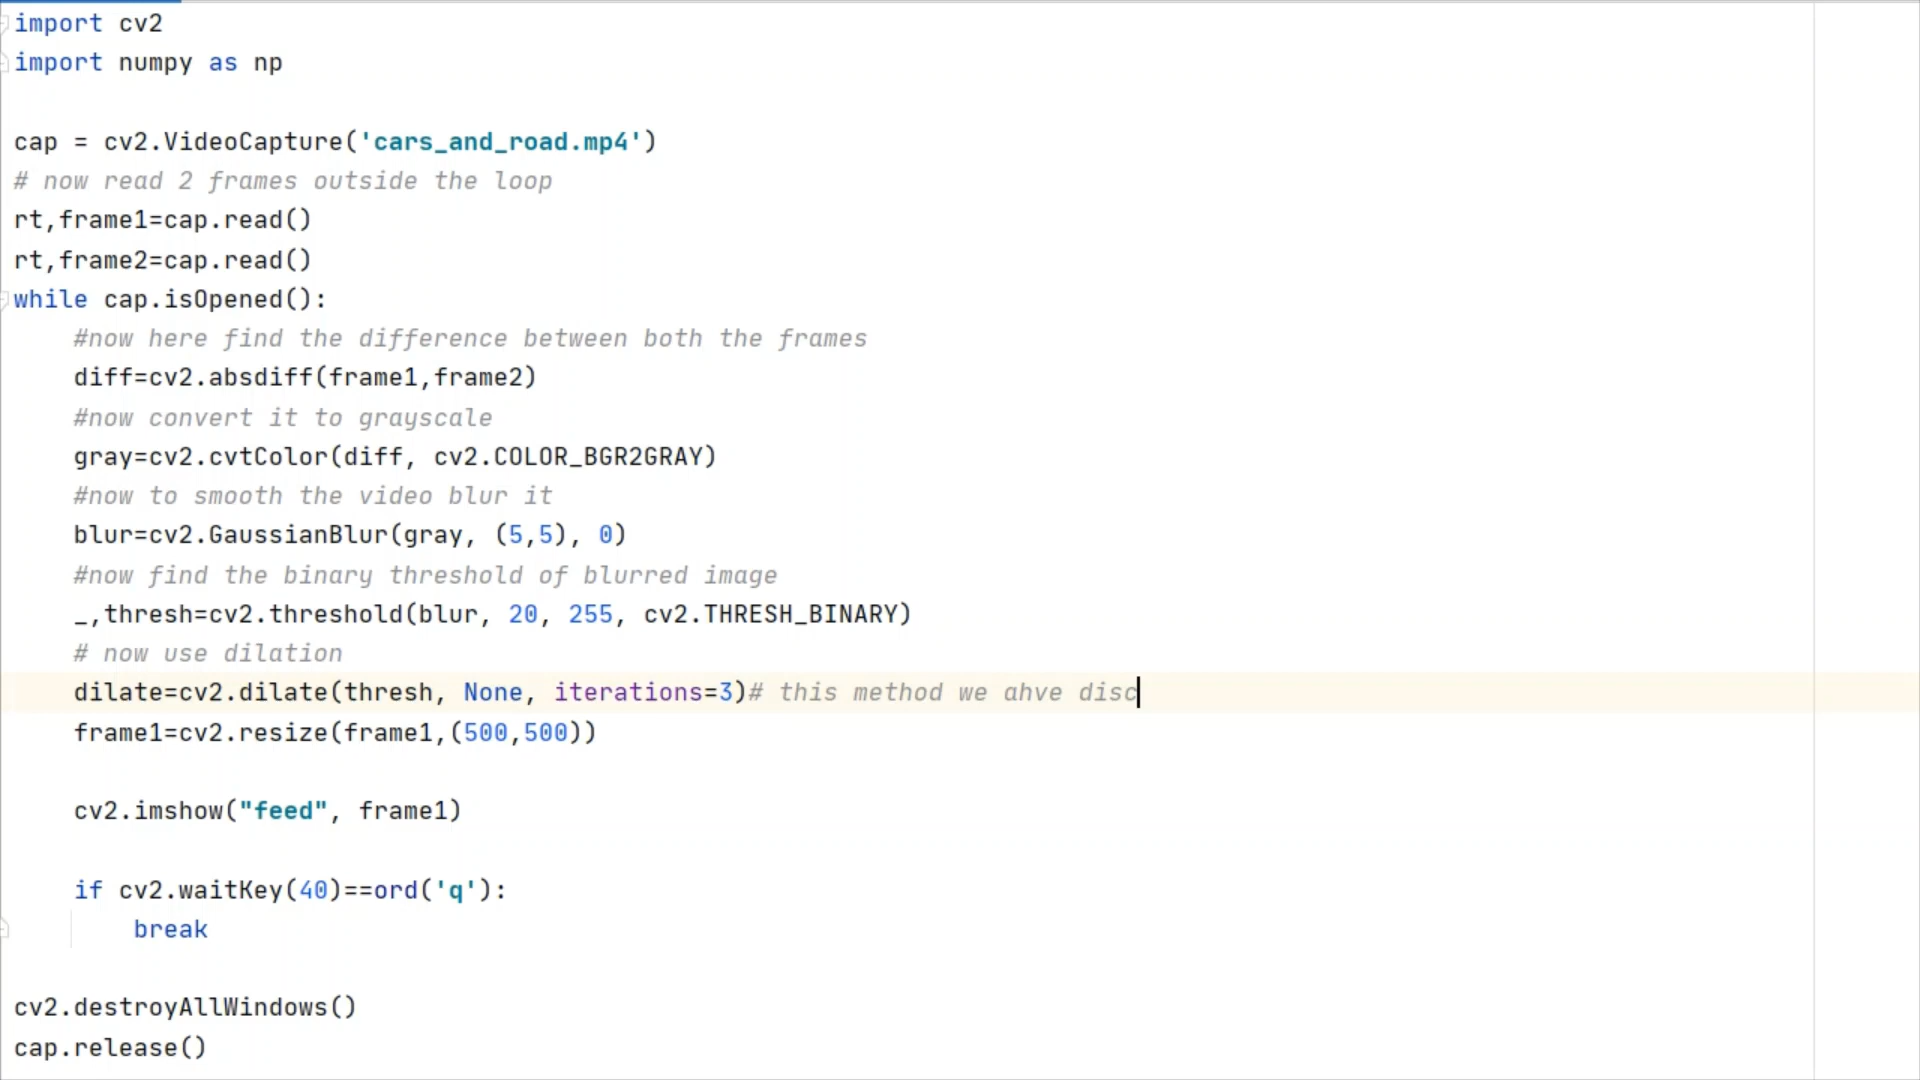 import cv2
import numpy as np
cap = cv2.VideoCapture('cars_and_road.mp4')
# now read 2 frames outside the loop
rt,frame1=cap.read()
rt,frame2=cap.read()
while cap.isOpened():
    #now here find the difference between both the frames
    diff=cv2.absdiff(frame1,frame2)
    #now convert it to grayscale
    gray=cv2.cvtColor(diff, cv2.COLOR_BGR2GRAY)
    #now to smooth the video blur it
    blur=cv2.GaussianBlur(gray, (5,5), 0)
    #now find the binary threshold of blurred image
    _,thresh=cv2.threshold(blur, 20, 255, cv2.THRESH_BINARY)
    # now use dilation
    dilate=cv2.dilate(thresh, None, iterations=3)# this method we ahve disc
    frame1=cv2.resize(frame1,(500,500))
    cv2.imshow("feed", frame1)
    if cv2.waitKey(40)==ord('q'):
        break
cv2.destroyAllWindows()
cap.release()